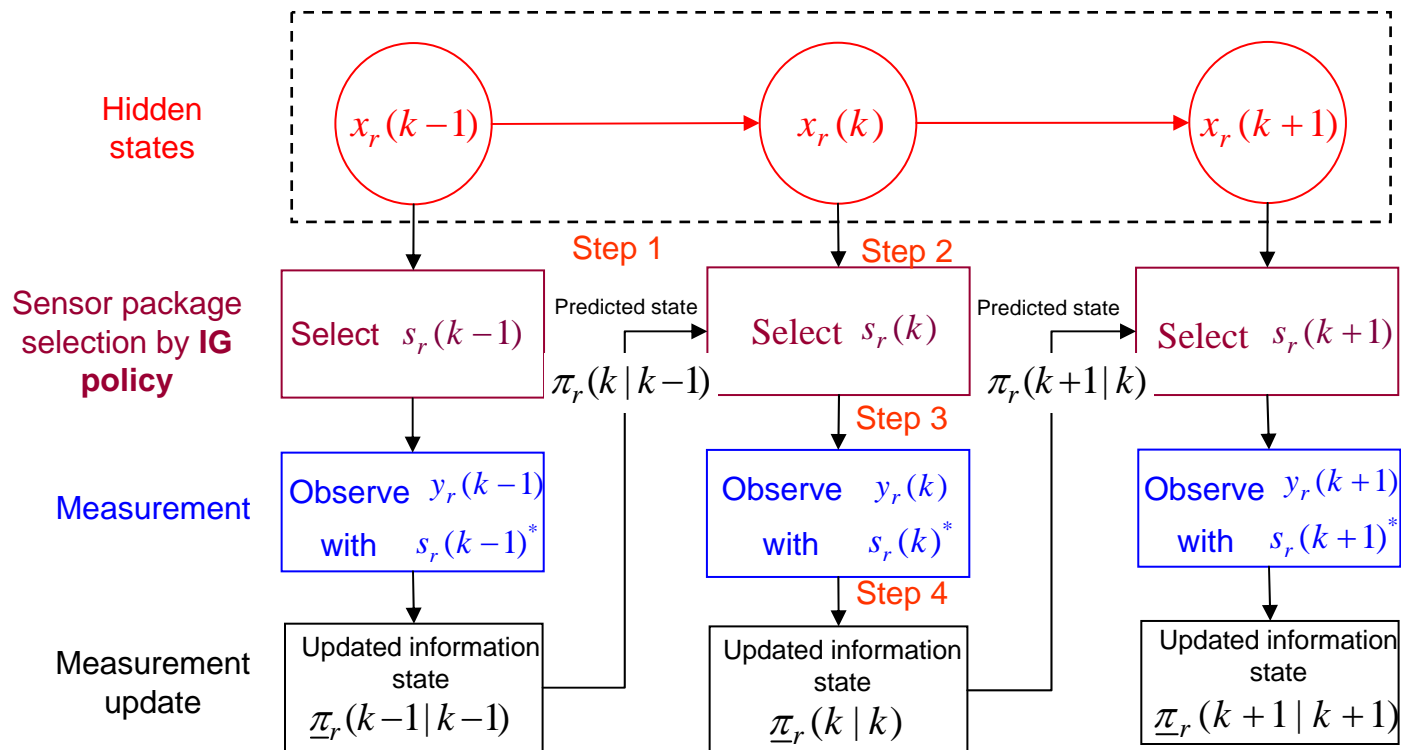 Hidden
states
x_r(k−1)
x_r(k)
x_r(k+1)
Step 1
Step 2
Sensor package
selection by IG
policy
Select s_r(k−1)
Predicted state
π_r(k | k−1)
Select s_r(k)
Predicted state
π_r(k+1 | k)
Select s_r(k+1)
Step 3
Measurement
Observe y_r(k−1)
with s_r(k−1)*
Observe y_r(k)
with s_r(k)*
Observe y_r(k+1)
with s_r(k+1)*
Step 4
Measurement
update
Updated information
state
π_r(k−1 | k−1)
Updated information
state
π_r(k | k)
Updated information
state
π_r(k+1 | k+1)